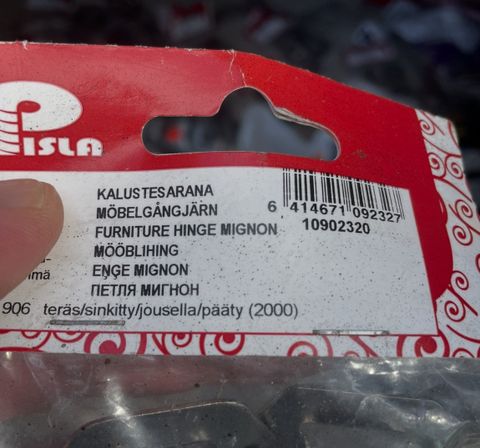 PISLA
KALUSTESARANA
MÖBELGÅNGJÄRN
FURNITURE HINGE MIGNON
MÖÖBLIHING
EŅĢE MIGNON
ПЕТЛЯ МИГНОН
6 414671 092327
10902320
906 teräs/sinkitty/jousella/pääty (2000)